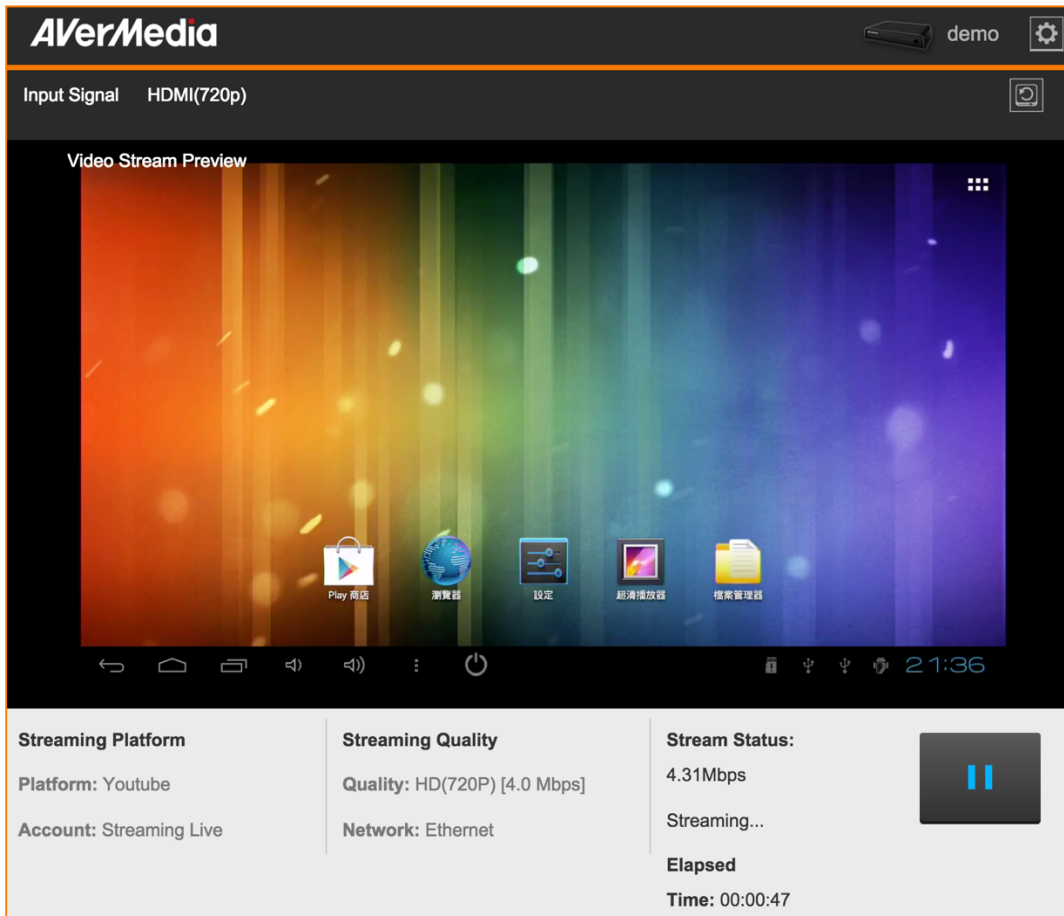 AVerMedia
demo
Input Signal HDMI(720p)
Video Stream Preview
Play 商店
瀏覽器
設定
超清播放器
檔案管理器
21:36
Streaming Platform
Platform: Youtube
Account: Streaming Live
Streaming Quality
Quality: HD(720P) [4.0 Mbps]
Network: Ethernet
Stream Status:
4.31Mbps
Streaming...
Elapsed
Time: 00:00:47